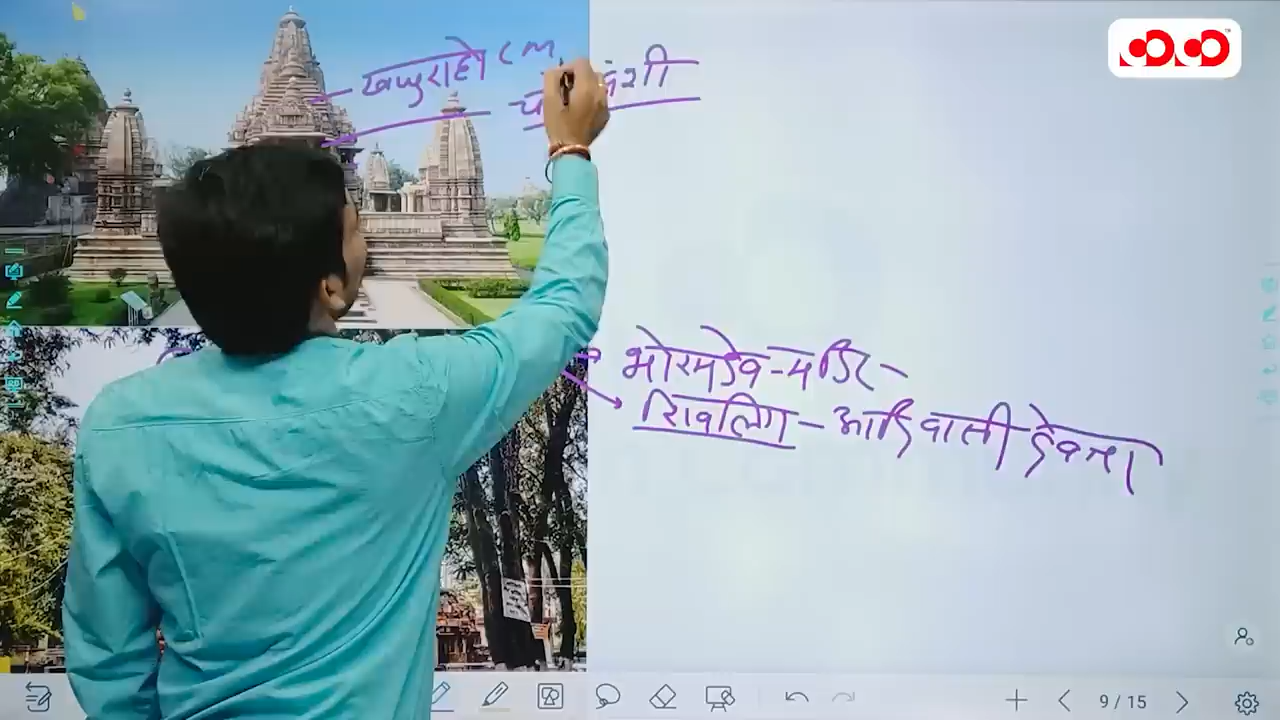 खजुराहो (M
वंशी
भोरमदेव-मंदिर-
शिवलिंग - आदिवासी देवता
9/15